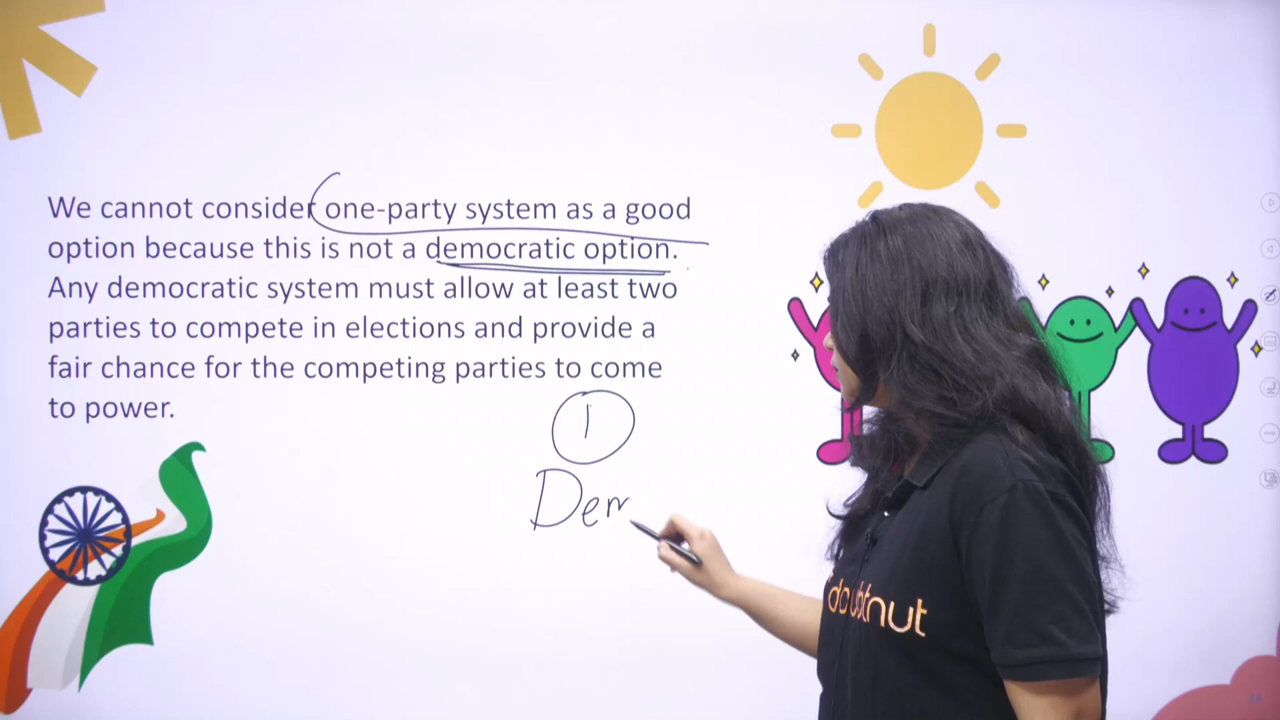 We cannot consider one-party system as a good
option because this is not a democratic option.
Any democratic system must allow at least two
parties to compete in elections and provide a
fair chance for the competing parties to come
to power.
1
Dem
doubtnut
24